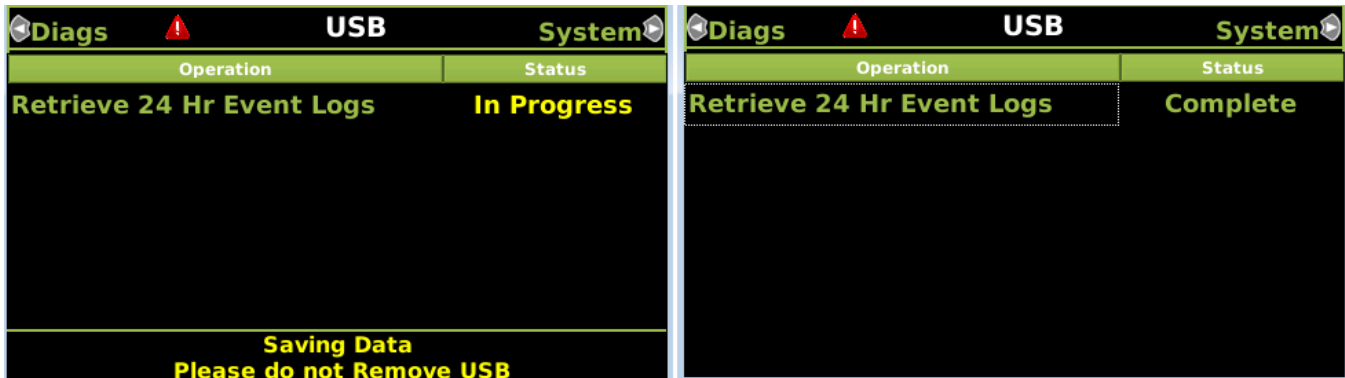 Diags USB System
Operation Status
Retrieve 24 Hr Event Logs In Progress
Saving Data
Please do not Remove USB
Diags USB System
Operation Status
Retrieve 24 Hr Event Logs Complete